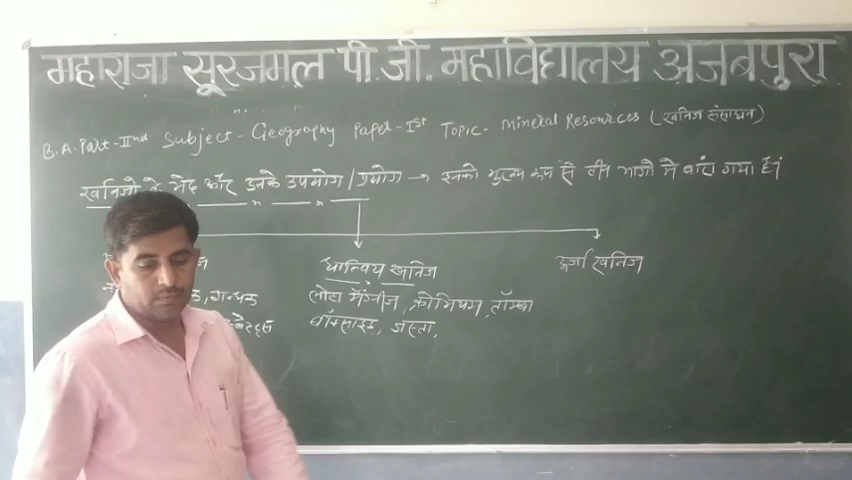 महाराजा सूरजमल पी.जी. महाविद्यालय अजबपुरा
B.A. Part-IInd Subject - Geography Paper-Ist Topic- Mineral Resources (खनिज संसाधन)
खनिजो के भेद और उनके उपयोग/प्रयोग → इनको मुख्य रूप से तीन भागो मे बांटा गया है।
धात्विय खनिज
ऊर्जा खनिज
गन्धक
लोहा मैंग्नीज, क्रोमियम, ताँम्बा
बॉक्साइट, जस्ता,